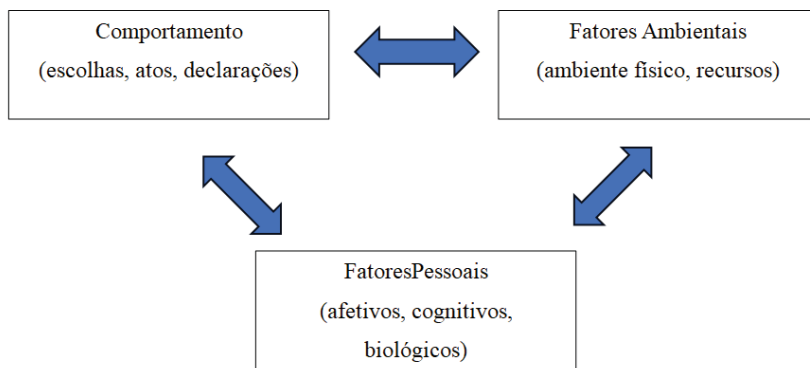 Comportamento
(escolhas, atos, declarações)
Fatores Ambientais
(ambiente físico, recursos)
FatoresPessoais
(afetivos, cognitivos,
biológicos)